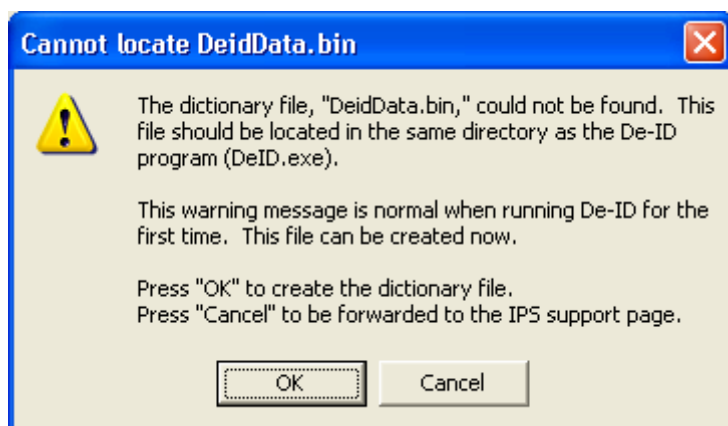 Cannot locate DeidData.bin
The dictionary file, "DeidData.bin," could not be found.  This
file should be located in the same directory as the De-ID
program (DeID.exe).
This warning message is normal when running De-ID for the
first time.  This file can be created now.
Press "OK" to create the dictionary file.
Press "Cancel" to be forwarded to the IPS support page.
OK
Cancel